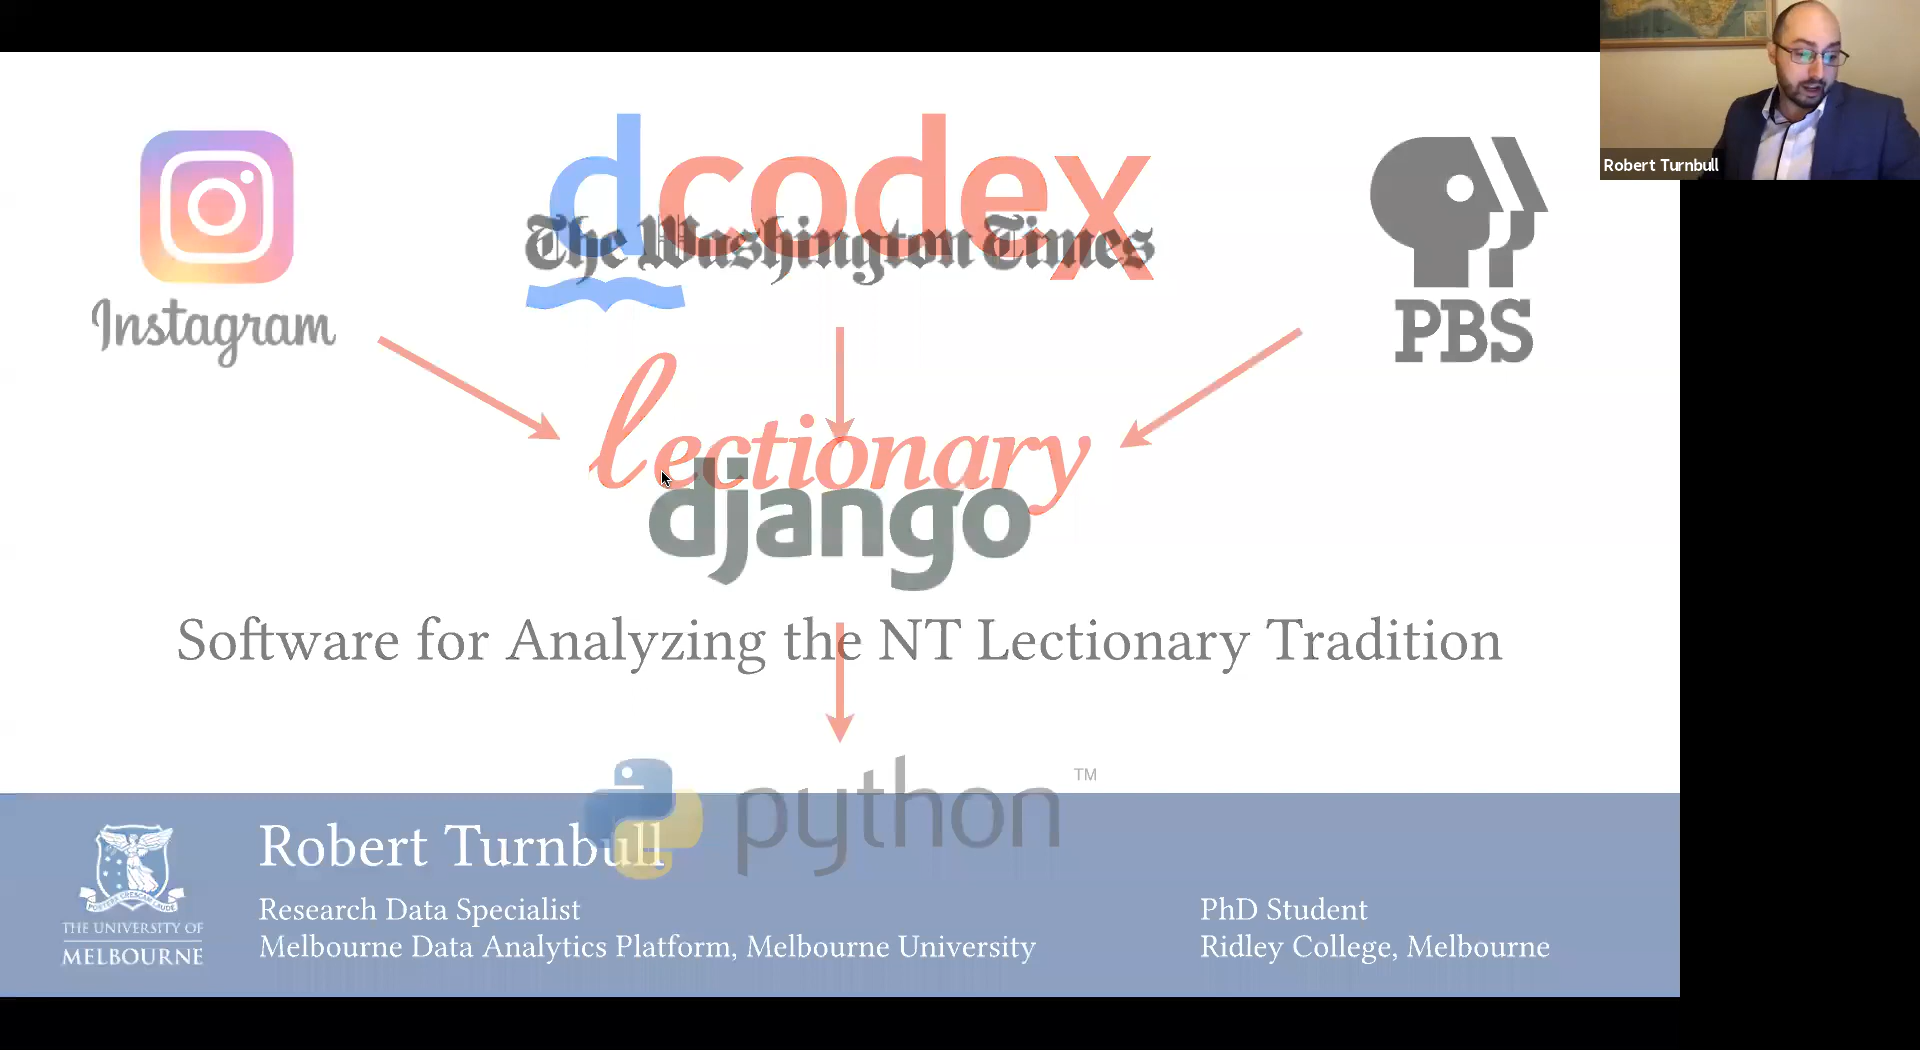 Robert Turnbull
dcodex
The Washington Times
Instagram
PBS
lectionary
django
Software for Analyzing the NT Lectionary Tradition
python
TM
Robert Turnbull
Research Data Specialist
Melbourne Data Analytics Platform, Melbourne University
PhD Student
Ridley College, Melbourne
THE UNIVERSITY OF
MELBOURNE